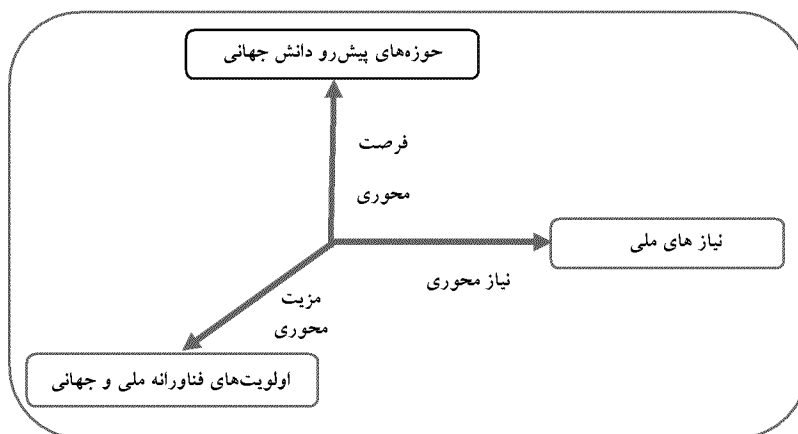 حوزه‌های پیش‌رو دانش جهانی
فرصت
محوری
نیاز های ملی
نیاز محوری
مزیت
محوری
اولویت‌های فناورانه ملی و جهانی